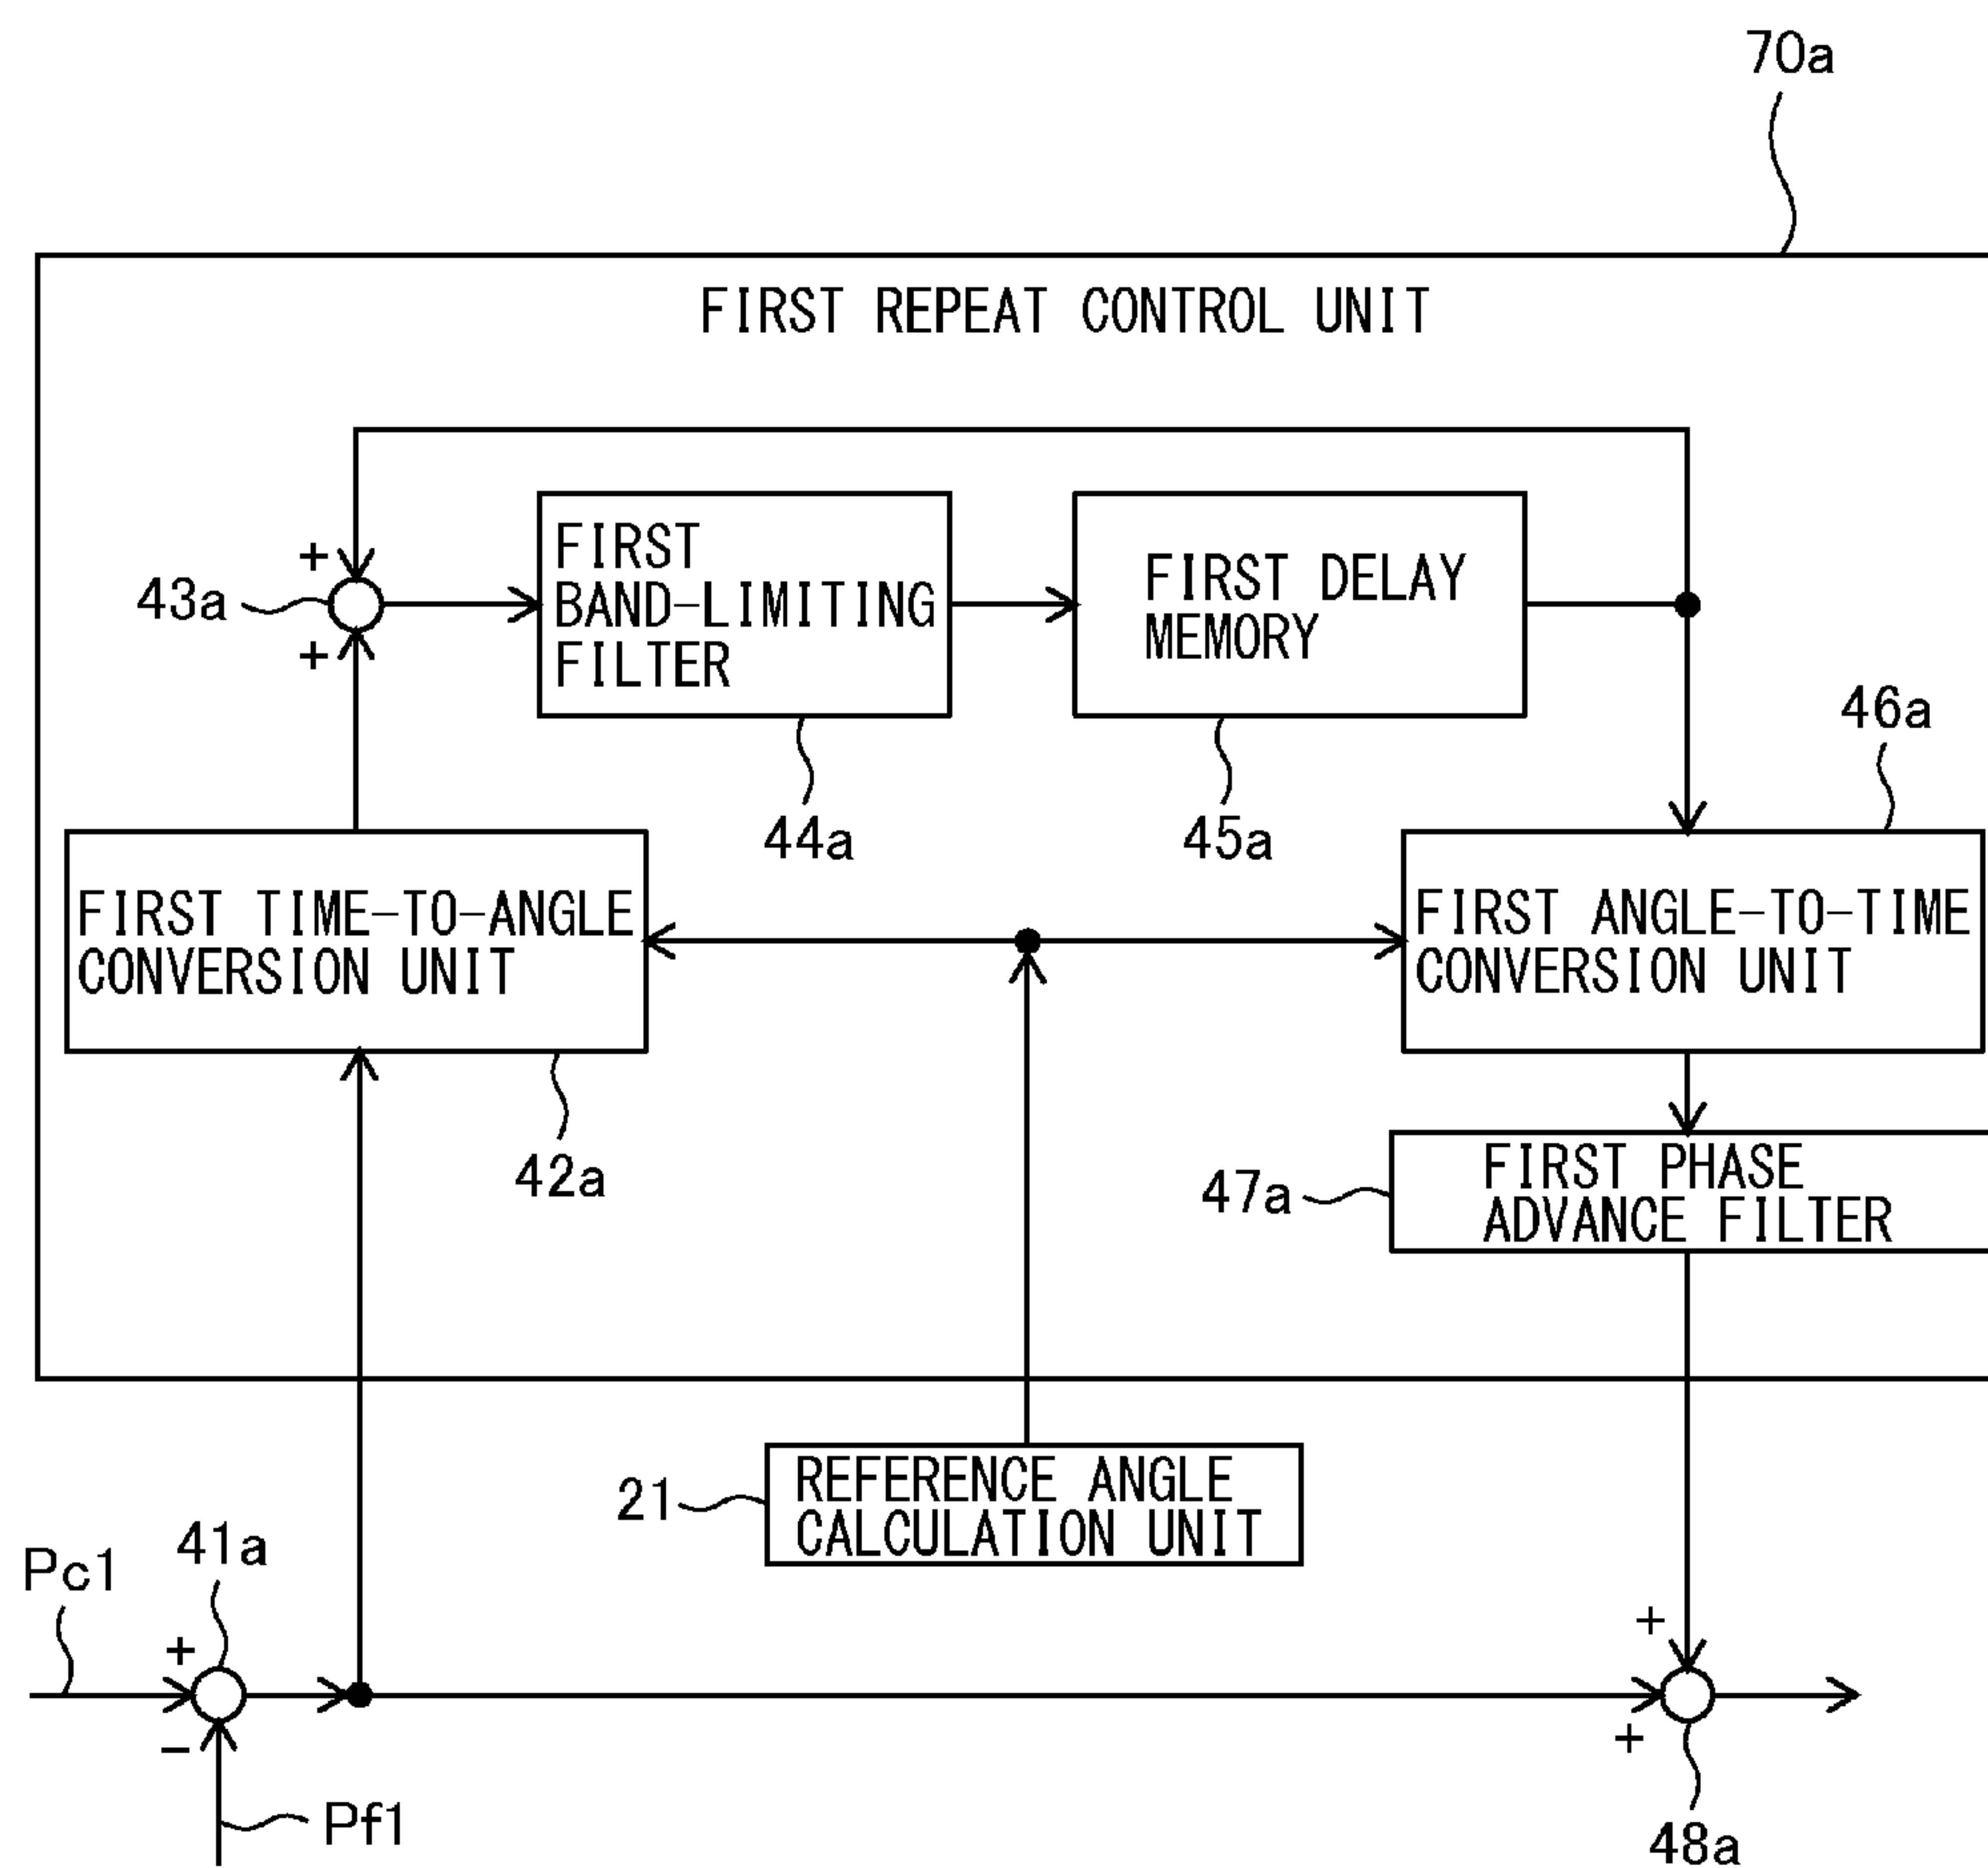 70a
FIRST REPEAT CONTROL UNIT
+
43a
+
FIRST
BAND-LIMITING
FILTER
44a
FIRST DELAY
MEMORY
45a
46a
FIRST TIME-TO-ANGLE
CONVERSION UNIT
42a
FIRST ANGLE-TO-TIME
CONVERSION UNIT
47a
FIRST PHASE
ADVANCE FILTER
21
REFERENCE ANGLE
CALCULATION UNIT
Pc1
41a
+
-
Pf1
+
+
48a